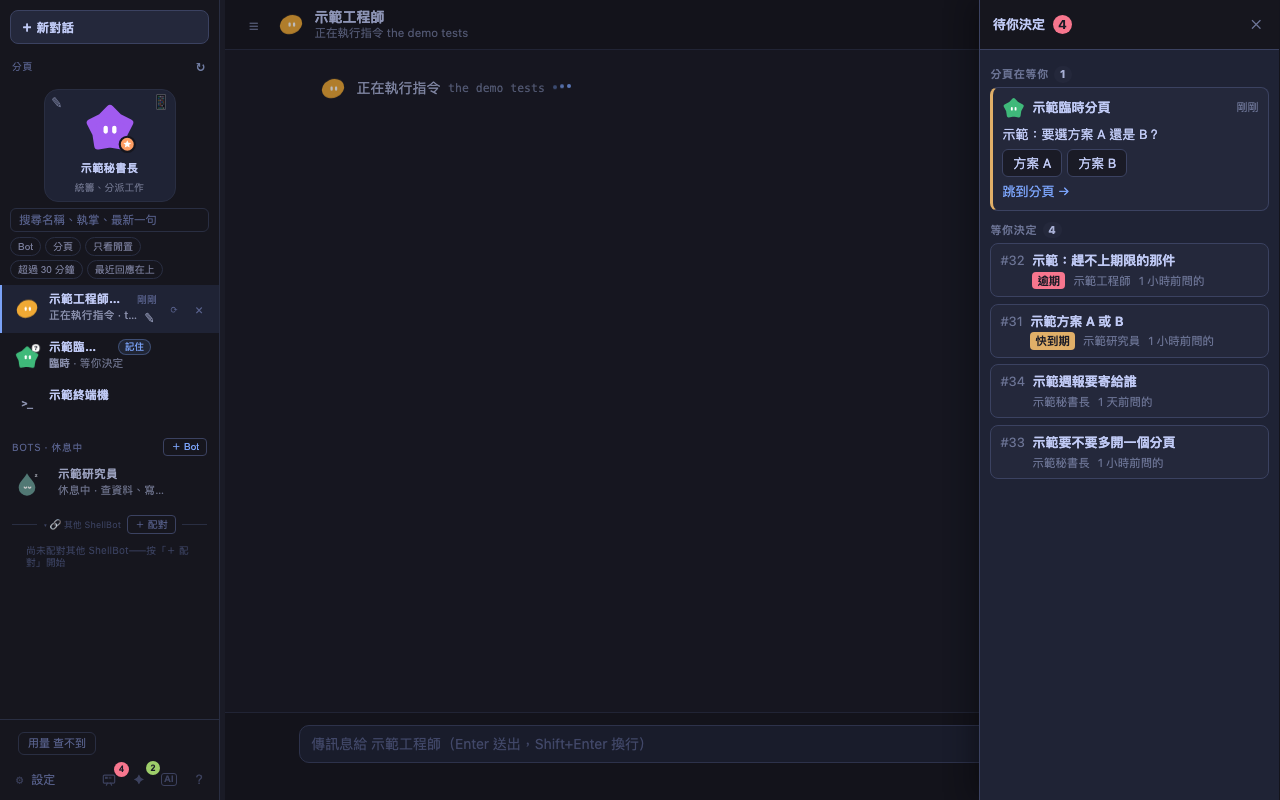 + 新對話
分頁
示範秘書長
統籌、分派工作
搜尋名稱、執掌、最新一句
Bot 分頁 只看閒置
超過 30 分鐘 最近回應在上
示範工程師... 剛剛
正在執行指令 · t...
示範臨... 記住
臨時 · 等你決定
>_ 示範終端機
BOTS · 休息中 + Bot
示範研究員
休息中 · 查資料、寫...
其他 ShellBot + 配對
尚未配對其他 ShellBot——按「+ 配
對」開始
用量 查不到
設定 4 2 AI ?
示範工程師
正在執行指令 the demo tests
正在執行指令 the demo tests
傳訊息給 示範工程師（Enter 送出，Shift+Enter 換行）
待你決定 4
分頁在等你 1
示範臨時分頁 剛剛
示範：要選方案 A 還是 B？
方案 A 方案 B
跳到分頁 →
等你決定 4
#32 示範：趕不上期限的那件
逾期 示範工程師 1 小時前問的
#31 示範方案 A 或 B
快到期 示範研究員 1 小時前問的
#34 示範週報要寄給誰
示範秘書長 1 天前問的
#33 示範要不要多開一個分頁
示範秘書長 1 小時前問的